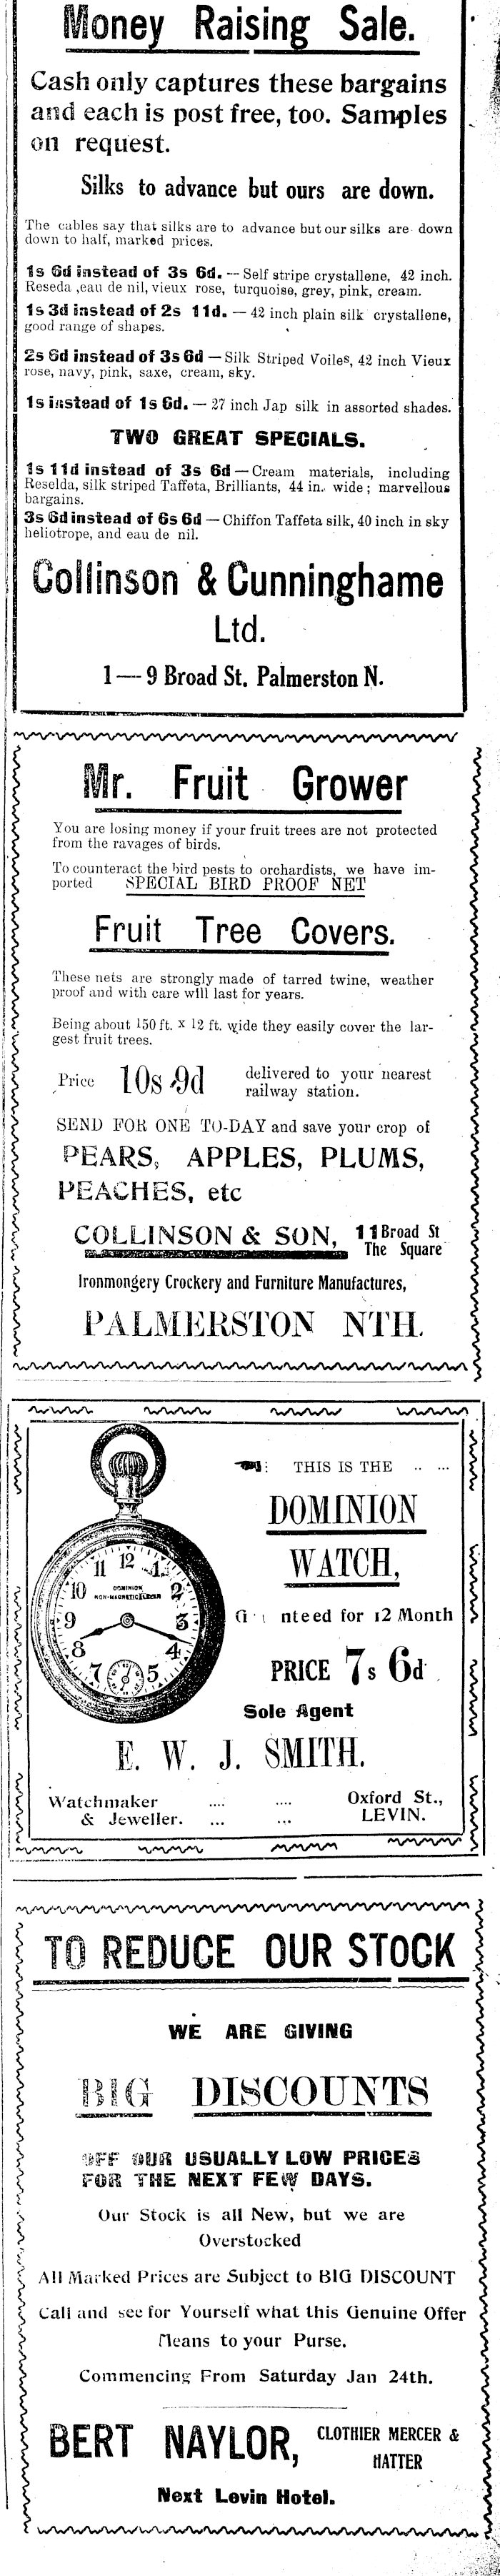 Money Raising Sale.
Cash only captures these bargains
and each is post free, too. Samples
on request.
Silks to advance but ours are down.
The cables say that silks are to advance but our silks are down
down to half, marked prices.
1s 6d instead of 3s 6d. — Self stripe crystallene, 42 inch.
Reseda ,eau de nil, vieux rose, turquoise, grey, pink, cream.
1s 3d instead of 2s 11d. — 42 inch plain silk crystallene,
good range of shapes.
2s 6d instead of 3s 6d — Silk Striped Voiles, 42 inch Vieux
rose, navy, pink, saxe, cream, sky.
1s instead of 1s 6d. — 27 inch Jap silk in assorted shades.
TWO GREAT SPECIALS.
1s 11d instead of 3s 6d — Cream materials, including
Reselda, silk striped Taffeta, Brilliants, 44 in. wide ; marvellous
bargains.
3s 6d instead of 6s 6d — Chiffon Taffeta silk, 40 inch in sky
heliotrope, and eau de nil.
Collinson & Cunninghame
Ltd.
1—9 Broad St. Palmerston N.
Mr. Fruit Grower
You are losing money if your fruit trees are not protected
from the ravages of birds.
To counteract the bird pests to orchardists, we have im-
ported SPECIAL BIRD PROOF NET
Fruit Tree Covers.
These nets are strongly made of tarred twine, weather
proof and with care will last for years.
Being about 150 ft. x 12 ft. wide they easily cover the lar-
gest fruit trees.
Price 10s 9d delivered to your nearest
railway station.
SEND FOR ONE TO-DAY and save your crop of
PEARS, APPLES, PLUMS,
PEACHES, etc
COLLINSON & SON, 11 Broad St
The Square
Ironmongery Crockery and Furniture Manufactures,
PALMERSTON NTH.
THIS IS THE .. ...
DOMINION
WATCH,
nteed for 12 Month
PRICE 7s 6d
Sole Agent
E. W. J. SMITH.
Watchmaker .... .... Oxford St.,
& Jeweller. ... ... LEVIN.
11 12 1
10 2
9 3
8 4
7 5
DOMINION
NON-MAGNETIC LEVER
TO REDUCE OUR STOCK
WE ARE GIVING
BIG DISCOUNTS
OFF OUR USUALLY LOW PRICES
FOR THE NEXT FEW DAYS.
Our Stock is all New, but we are
Overstocked
All Marked Prices are Subject to BIG DISCOUNT
Call and see for Yourself what this Genuine Offer
Means to your Purse.
Commencing From Saturday Jan 24th.
BERT NAYLOR, CLOTHIER MERCER &
HATTER
Next Levin Hotel.